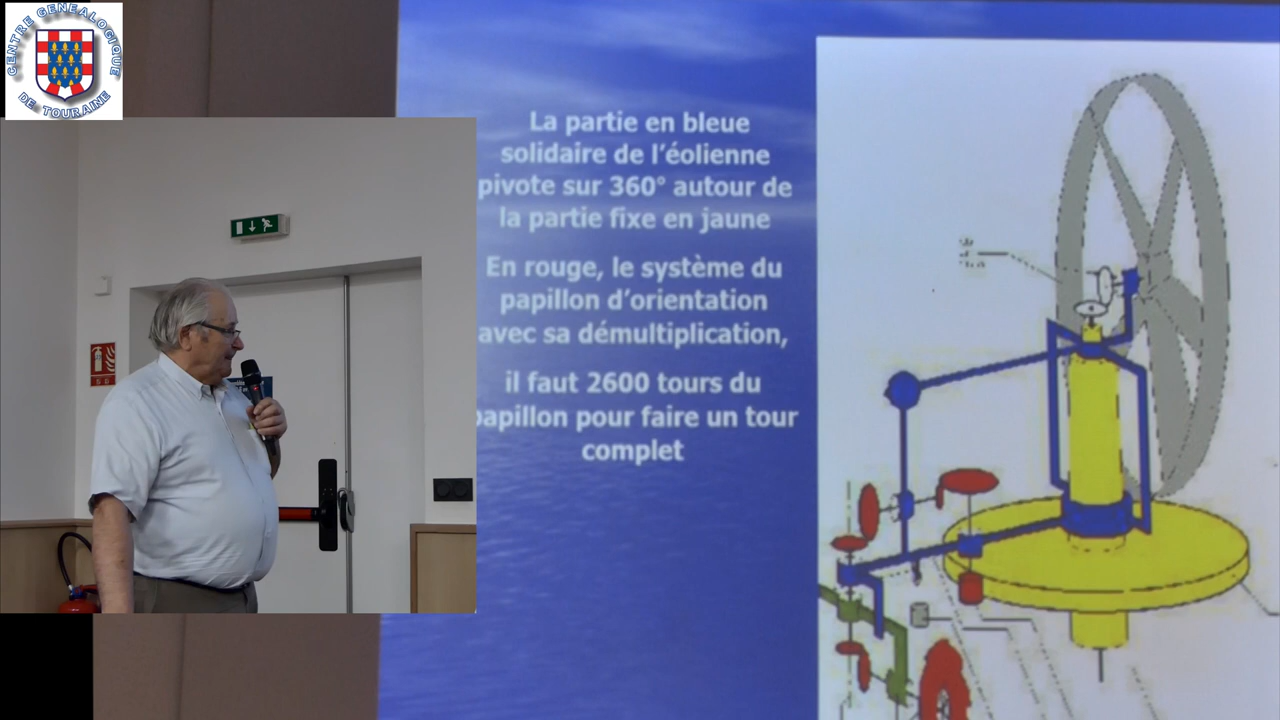 CENTRE GENEALOGIQUE
DE TOURAINE
La partie en bleue
solidaire de l'éolienne
pivote sur 360° autour de
la partie fixe en jaune
En rouge, le système du
papillon d'orientation
avec sa démultiplication,
il faut 2600 tours du
papillon pour faire un tour
complet